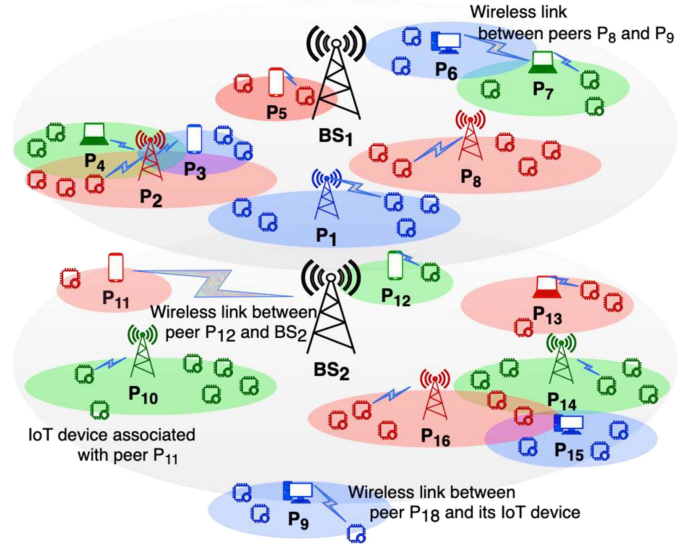 Wireless link
between peers P8 and P9
P6
P7
P5
BS1
P4
P3
P2
P8
P1
P11
P12
Wireless link between
peer P12 and BS2
P13
BS2
P10
P14
IoT device associated
with peer P11
P16
P15
Wireless link between
peer P18 and its IoT device
P9